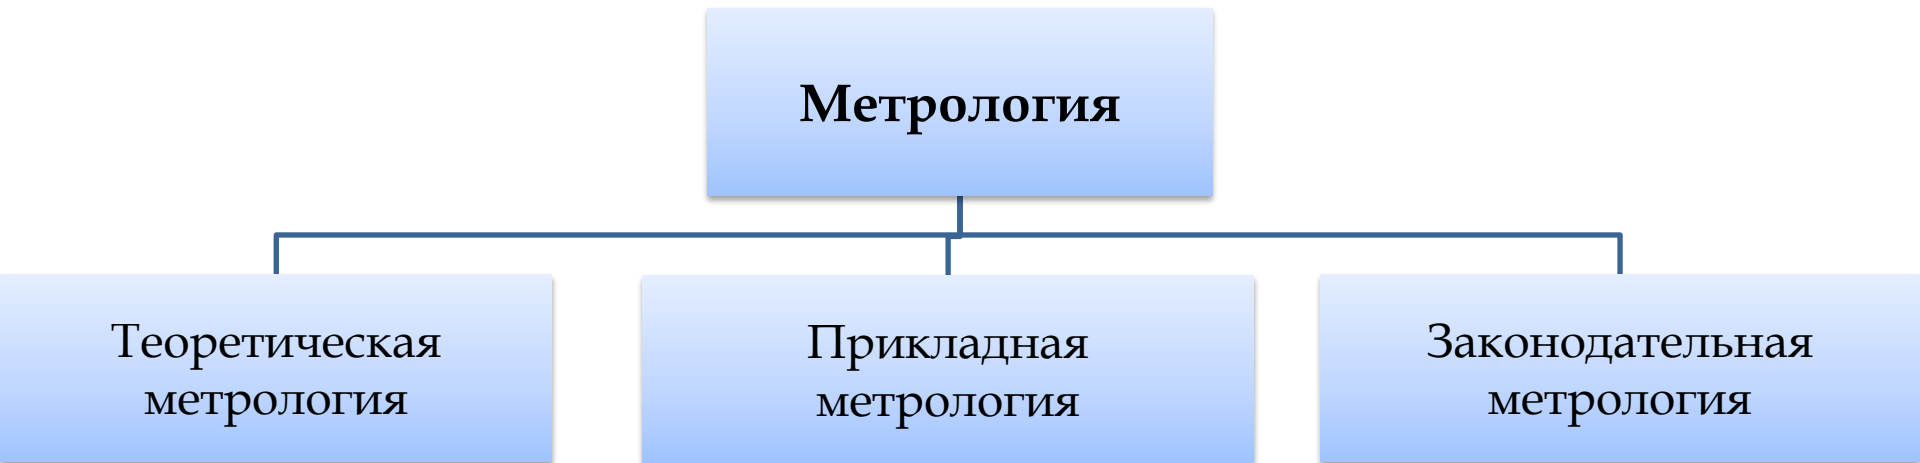 Метрология
Теоретическая
метрология
Прикладная
метрология
Законодательная
метрология